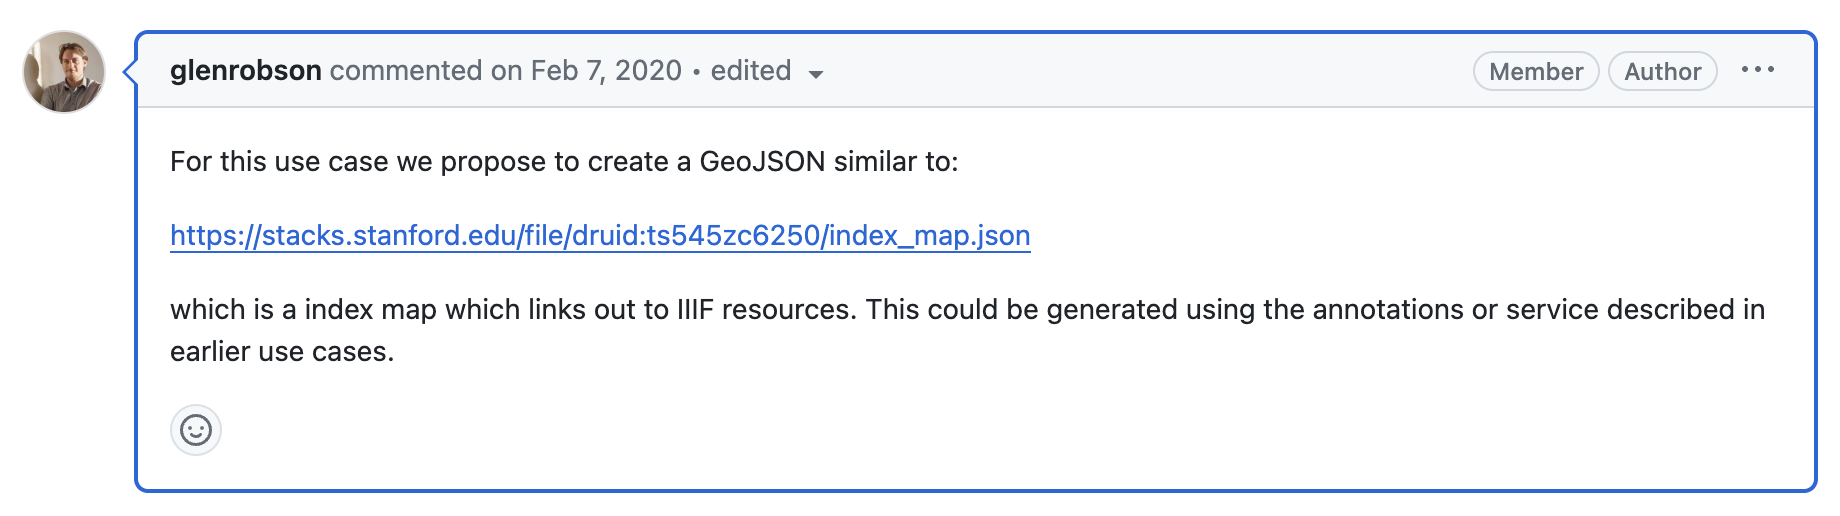 glenrobson commented on Feb 7, 2020 • edited
Member
Author
For this use case we propose to create a GeoJSON similar to:
https://stacks.stanford.edu/file/druid:ts545zc6250/index_map.json
which is a index map which links out to IIIF resources. This could be generated using the annotations or service described in
earlier use cases.